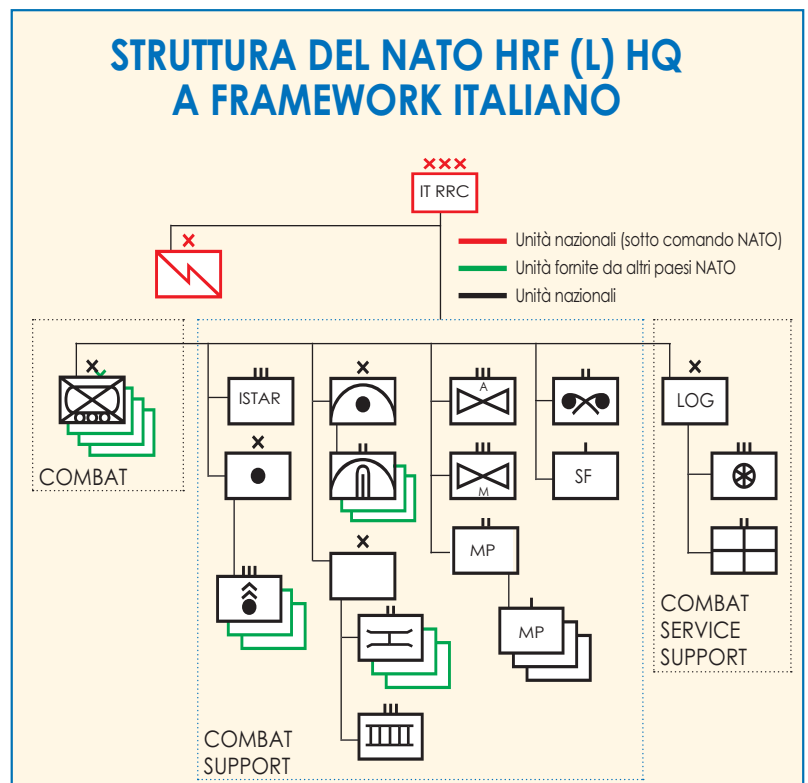 STRUTTURA DEL NATO HRF (L) HQ
A FRAMEWORK ITALIANO
IT RRC
Unità nazionali (sotto comando NATO)
Unità fornite da altri paesi NATO
Unità nazionali
COMBAT
ISTAR
A
M
MP
MP
SF
LOG
COMBAT
SUPPORT
COMBAT
SERVICE
SUPPORT